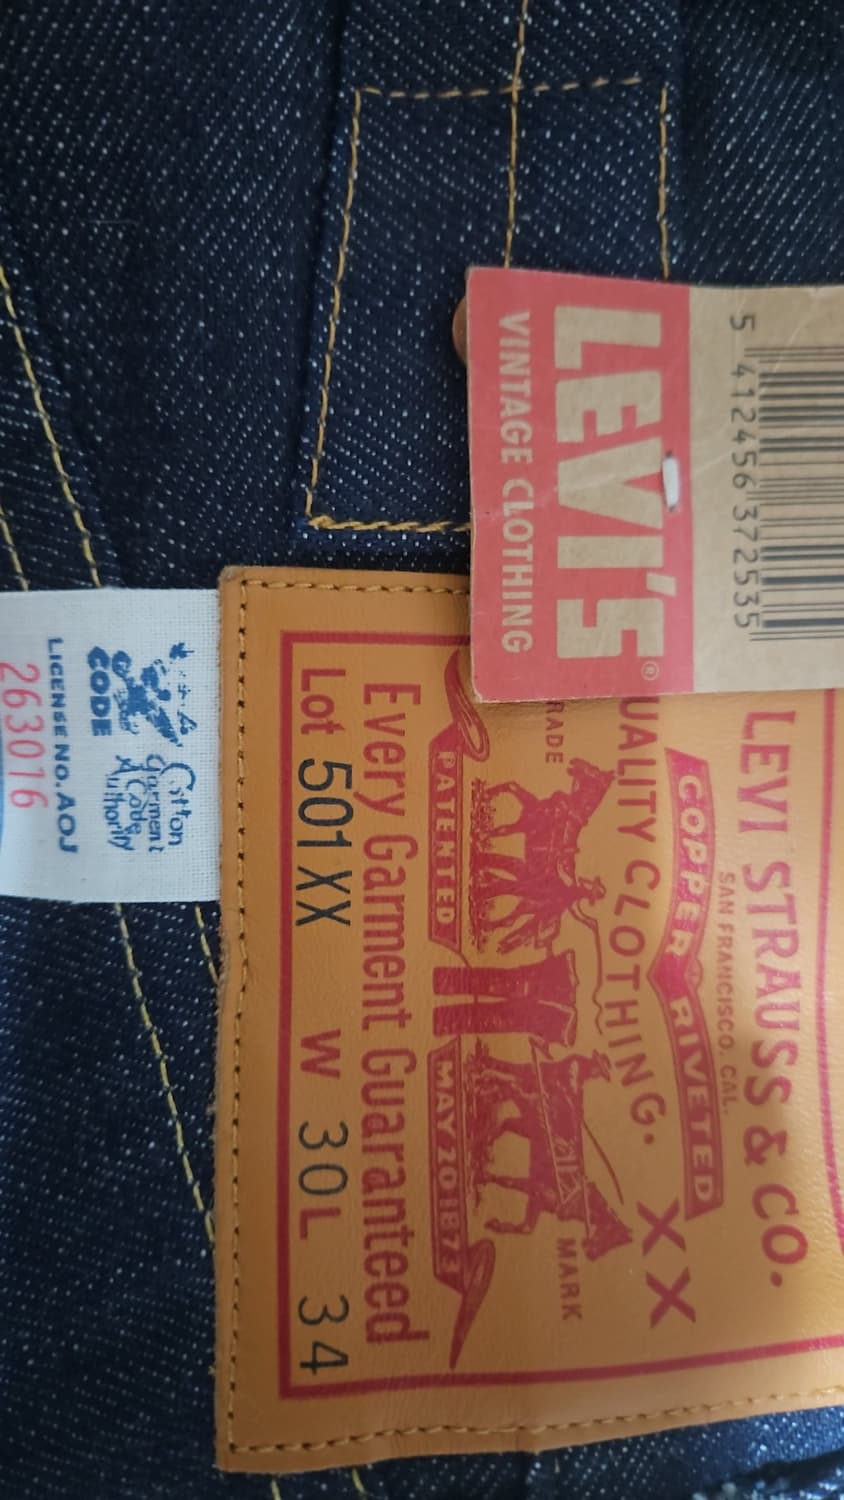 LEVI'S®
VINTAGE CLOTHING
5 412456 372535
LEVI STRAUSS & CO.
SAN FRANCISCO, CAL.
COPPER RIVETED
UALITY CLOTHING. XX
RADE MARK
PATENTED MAY 20 1873
Every Garment Guaranteed
Lot 501XX W 30 L 34
Cotton
Garment
Code
Authority
CODE
LICENSE NO. AOJ
263016